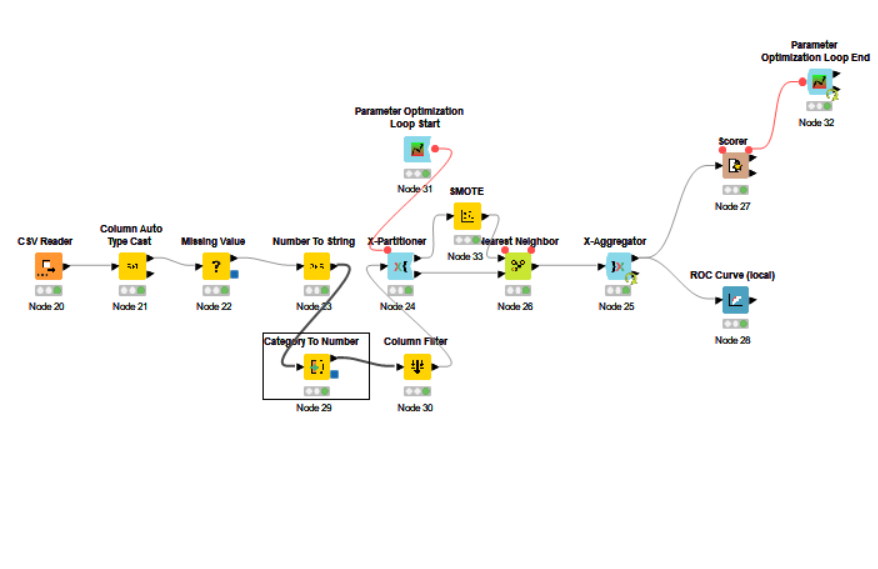 Parameter
Optimization Loop End
Node 32
Parameter Optimization
Loop Start
Node 31
Scorer
Node 27
SMOTE
Node 33
CSV Reader
Node 20
Column Auto
Type Cast
Node 21
Missing Value
?
Node 22
Number To String
Node 23
X-Partitioner
X{
Node 24
Nearest Neighbor
Node 26
X-Aggregator
}X
Node 25
ROC Curve (local)
Node 28
Category To Number
Node 29
Column Filter
Node 30